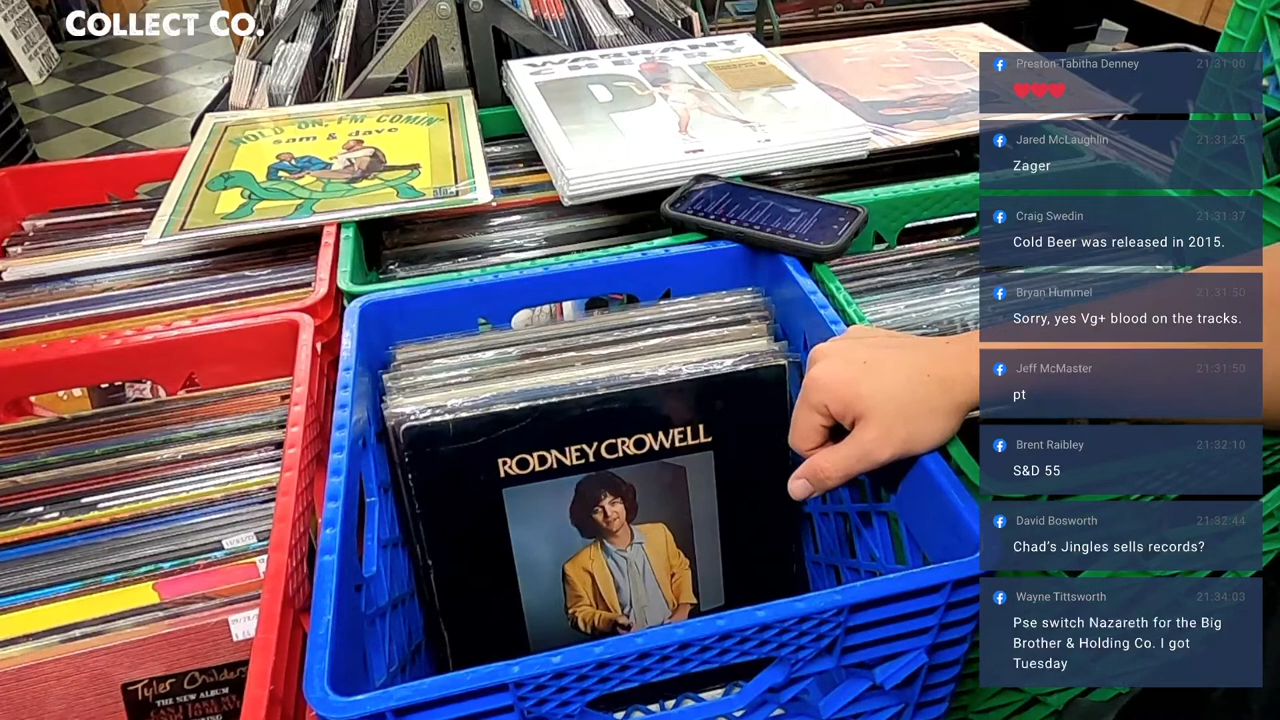 COLLECT CO.
HOLD ON, I'M COMIN'
sam & dave
stax
WARRANT
CHERRY
PIE
RODNEY CROWELL
Tyler Childers
THE NEW ALBUM
Preston-Tabitha Denney 21:31:00
Jared McLaughlin 21:31:25
Zager
Craig Swedin 21:31:37
Cold Beer was released in 2015.
Bryan Hummel 21:31:50
Sorry, yes Vg+ blood on the tracks.
Jeff McMaster 21:31:50
pt
Brent Raibley 21:32:10
S&D 55
David Bosworth 21:32:44
Chad's Jingles sells records?
Wayne Tittsworth 21:34:03
Pse switch Nazareth for the Big
Brother & Holding Co. I got
Tuesday